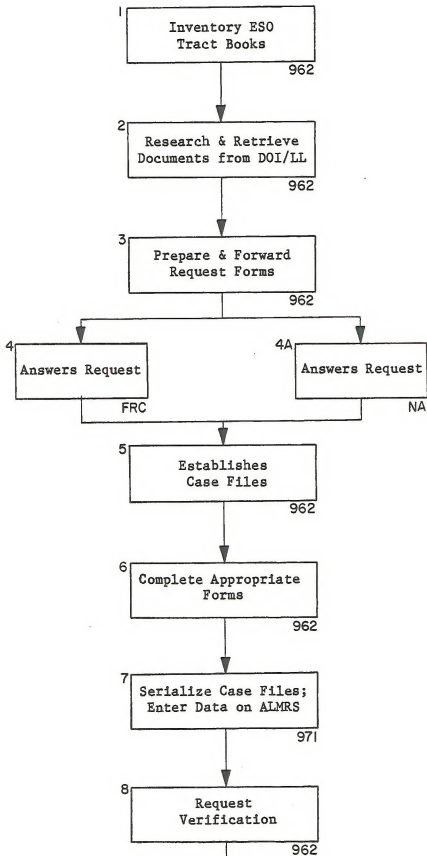 1
Inventory ESO
Tract Books
962
2
Research & Retrieve
Documents from DOI/LL
962
3
Prepare & Forward
Request Forms
962
4
Answers Request
FRC
4A
Answers Request
NA
5
Establishes
Case Files
962
6
Complete Appropriate
Forms
962
7
Serialize Case Files;
Enter Data on ALMRS
971
8
Request
Verification
962